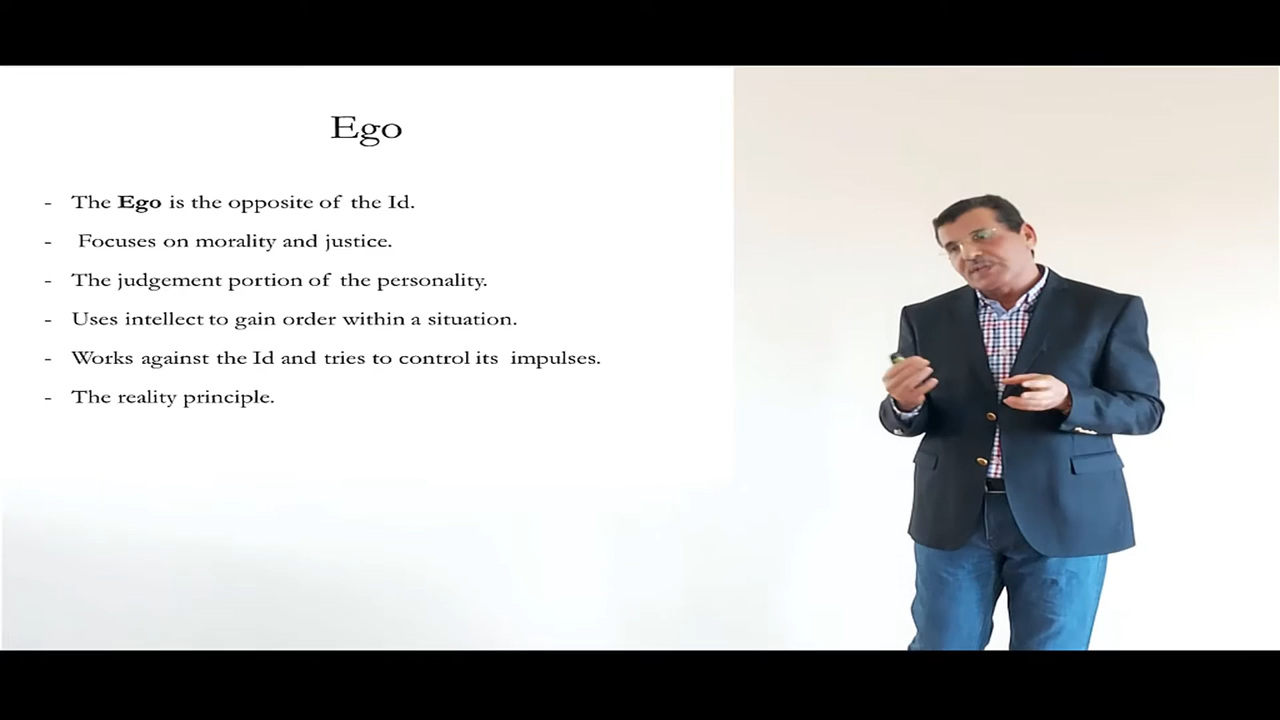 Ego
- The Ego is the opposite of the Id.
- Focuses on morality and justice.
- The judgement portion of the personality.
- Uses intellect to gain order within a situation.
- Works against the Id and tries to control its impulses.
- The reality principle.